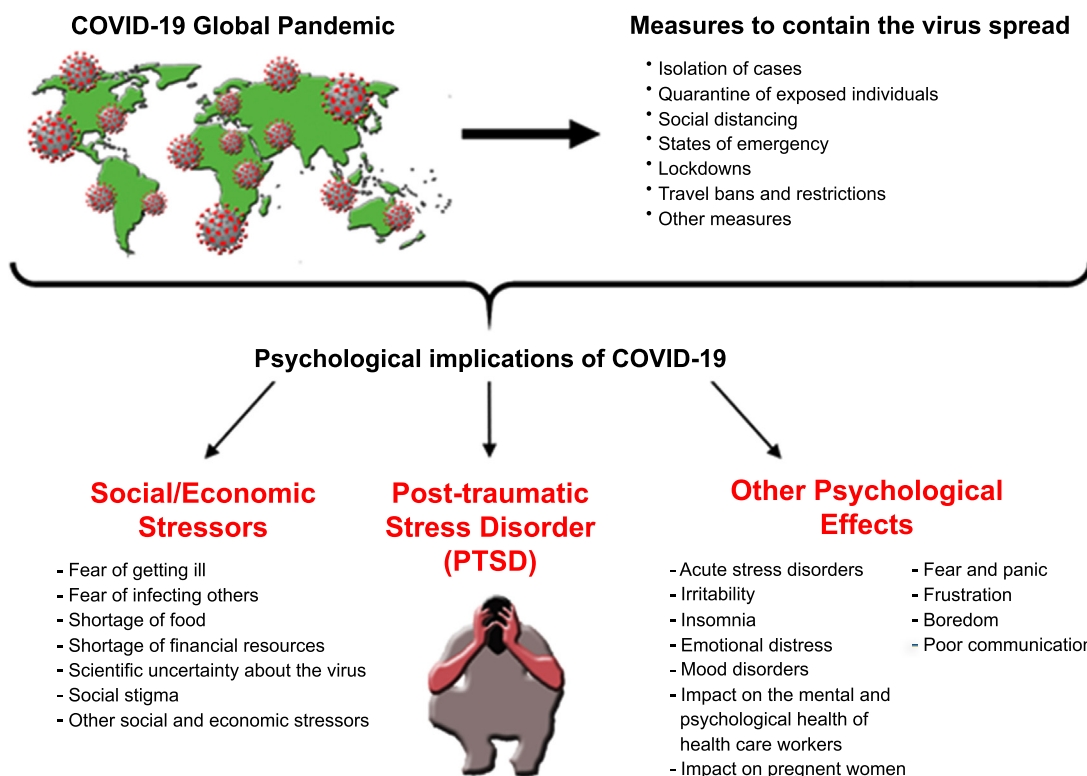 COVID-19 Global Pandemic
Measures to contain the virus spread
• Isolation of cases
• Quarantine of exposed individuals
• Social distancing
• States of emergency
• Lockdowns
• Travel bans and restrictions
• Other measures
Psychological implications of COVID-19
Social/Economic
Stressors
- Fear of getting ill
- Fear of infecting others
- Shortage of food
- Shortage of financial resources
- Scientific uncertainty about the virus
- Social stigma
- Other social and economic stressors
Post-traumatic
Stress Disorder
(PTSD)
Other Psychological
Effects
- Acute stress disorders
- Irritability
- Insomnia
- Emotional distress
- Mood disorders
- Impact on the mental and
psychological health of
health care workers
- Impact on pregnant women
- Fear and panic
- Frustration
- Boredom
- Poor communication